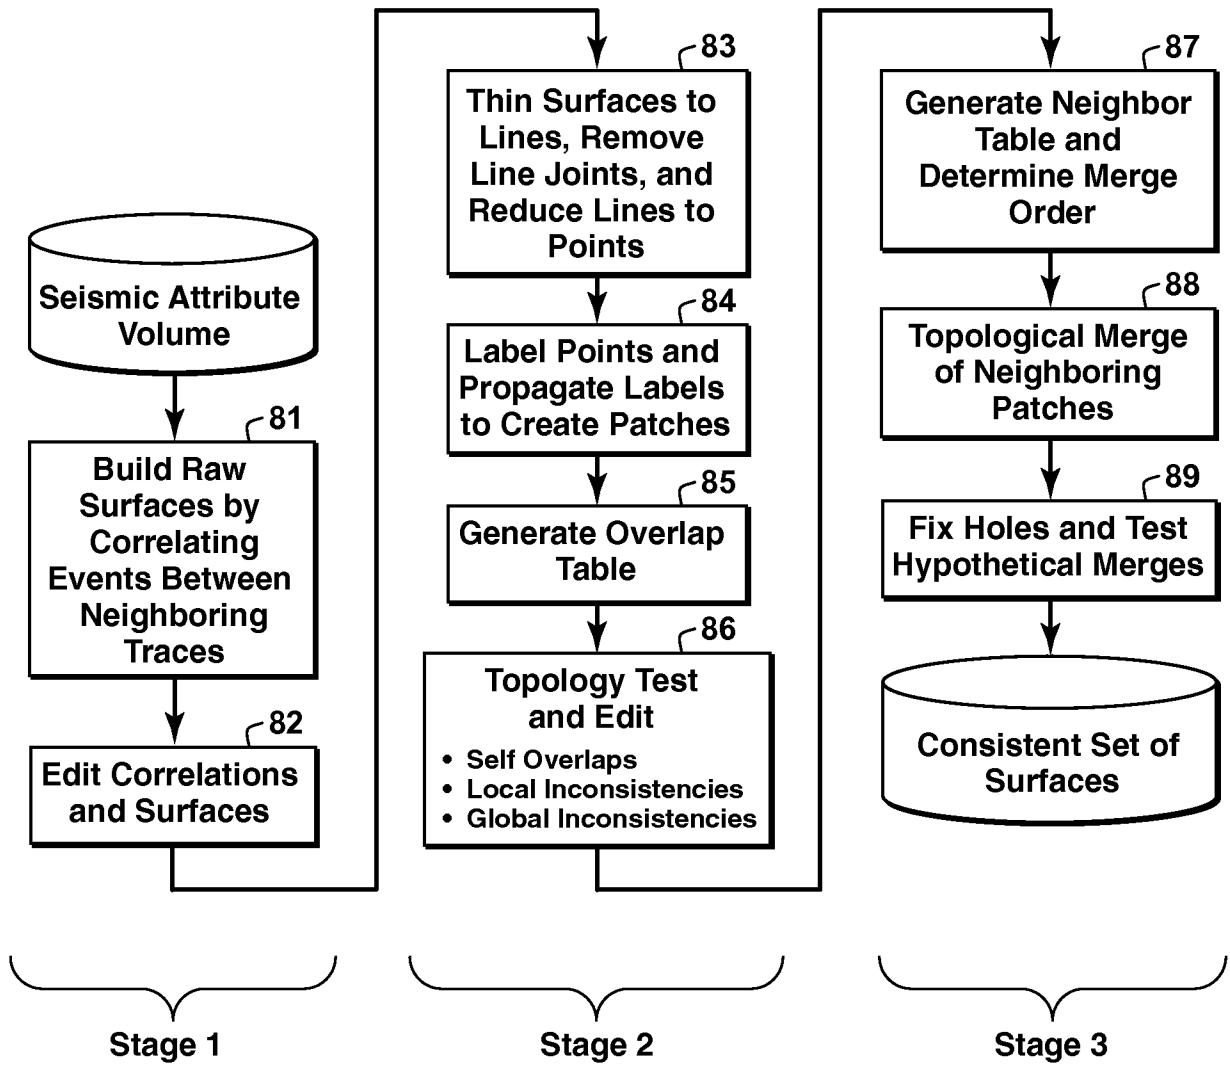 Seismic Attribute
Volume
81
Build Raw
Surfaces by
Correlating
Events Between
Neighboring
Traces
82
Edit Correlations
and Surfaces
Stage 1
83
Thin Surfaces to
Lines, Remove
Line Joints, and
Reduce Lines to
Points
84
Label Points and
Propagate Labels
to Create Patches
85
Generate Overlap
Table
86
Topology Test
and Edit
• Self Overlaps
• Local Inconsistencies
• Global Inconsistencies
Stage 2
87
Generate Neighbor
Table and
Determine Merge
Order
88
Topological Merge
of Neighboring
Patches
89
Fix Holes and Test
Hypothetical Merges
Consistent Set of
Surfaces
Stage 3